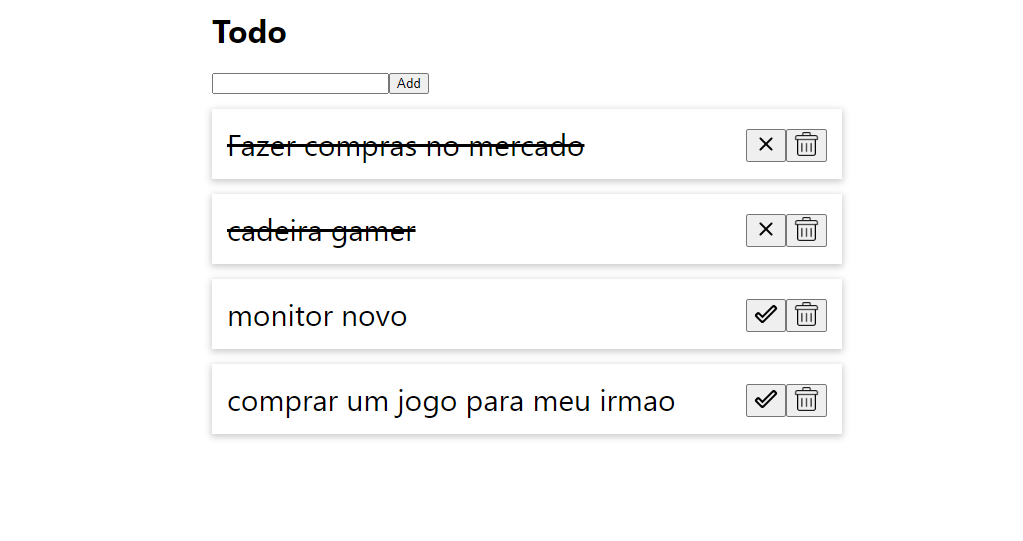 Todo
Add
Fazer compras no mercado
cadeira gamer
monitor novo
comprar um jogo para meu irmao